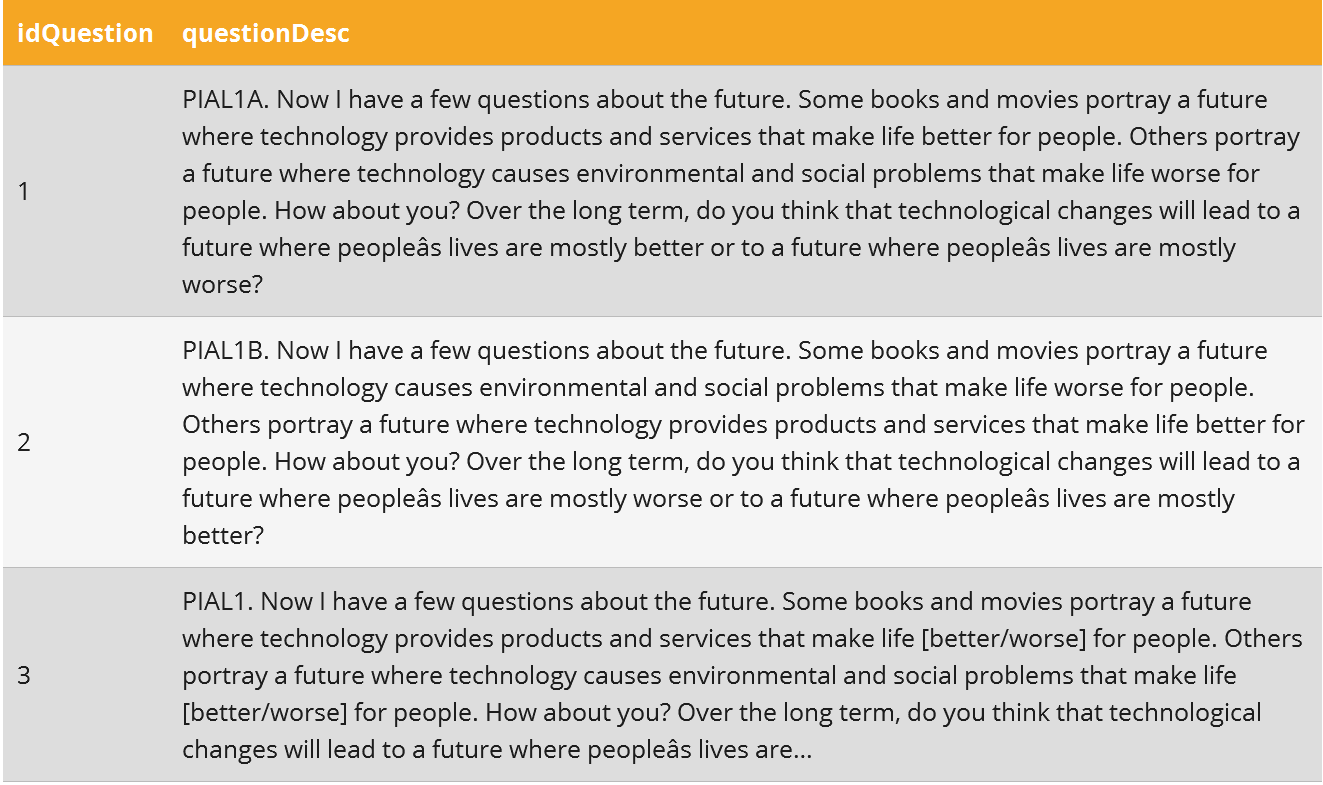 idQuestion questionDesc
1
PIAL1A. Now I have a few questions about the future. Some books and movies portray a future
where technology provides products and services that make life better for people. Others portray
a future where technology causes environmental and social problems that make life worse for
people. How about you? Over the long term, do you think that technological changes will lead to a
future where peopleâs lives are mostly better or to a future where peopleâs lives are mostly
worse?
2
PIAL1B. Now I have a few questions about the future. Some books and movies portray a future
where technology causes environmental and social problems that make life worse for people.
Others portray a future where technology provides products and services that make life better for
people. How about you? Over the long term, do you think that technological changes will lead to a
future where peopleâs lives are mostly worse or to a future where peopleâs lives are mostly
better?
3
PIAL1. Now I have a few questions about the future. Some books and movies portray a future
where technology provides products and services that make life [better/worse] for people. Others
portray a future where technology causes environmental and social problems that make life
[better/worse] for people. How about you? Over the long term, do you think that technological
changes will lead to a future where peopleâs lives are...